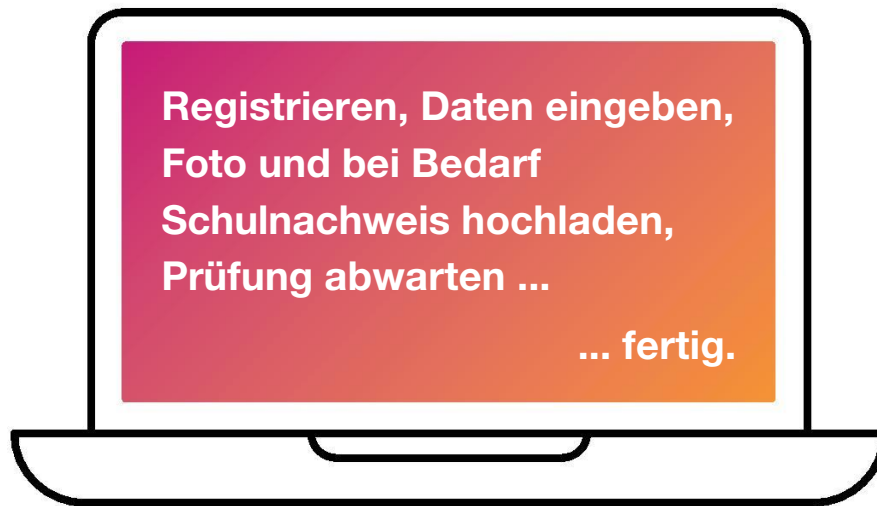 Registrieren, Daten eingeben,
Foto und bei Bedarf
Schulnachweis hochladen,
Prüfung abwarten ...
... fertig.